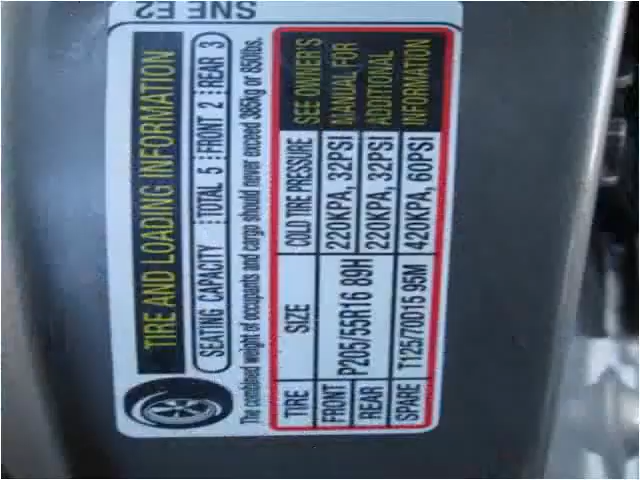 SNE E2
TIRE AND LOADING INFORMATION
SEATING CAPACITY TOTAL 5 FRONT 2 REAR 3
The combined weight of occupants and cargo should never exceed 385kg or 850lbs.
TIRE SIZE COLD TIRE PRESSURE SEE OWNER'S
FRONT P205/55R16 89H 220KPA, 32PSI MANUAL FOR
REAR 220KPA, 32PSI ADDITIONAL
SPARE T125/70D15 95M 420KPA, 60PSI INFORMATION